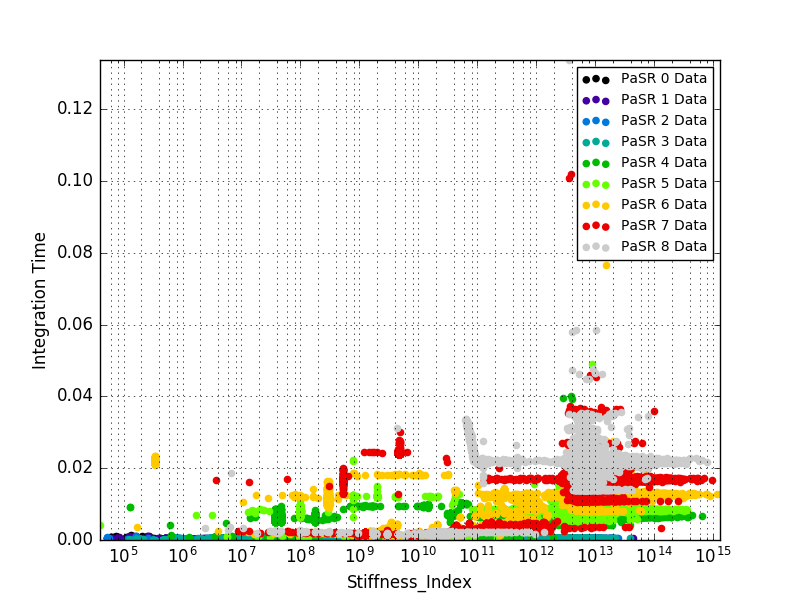 PaSR 0 Data
PaSR 1 Data
PaSR 2 Data
PaSR 3 Data
PaSR 4 Data
PaSR 5 Data
PaSR 6 Data
PaSR 7 Data
PaSR 8 Data
0.12
0.10
0.08
0.06
0.04
0.02
0.00
Integration Time
10^5 10^6 10^7 10^8 10^9 10^10 10^11 10^12 10^13 10^14 10^15
Stiffness_Index